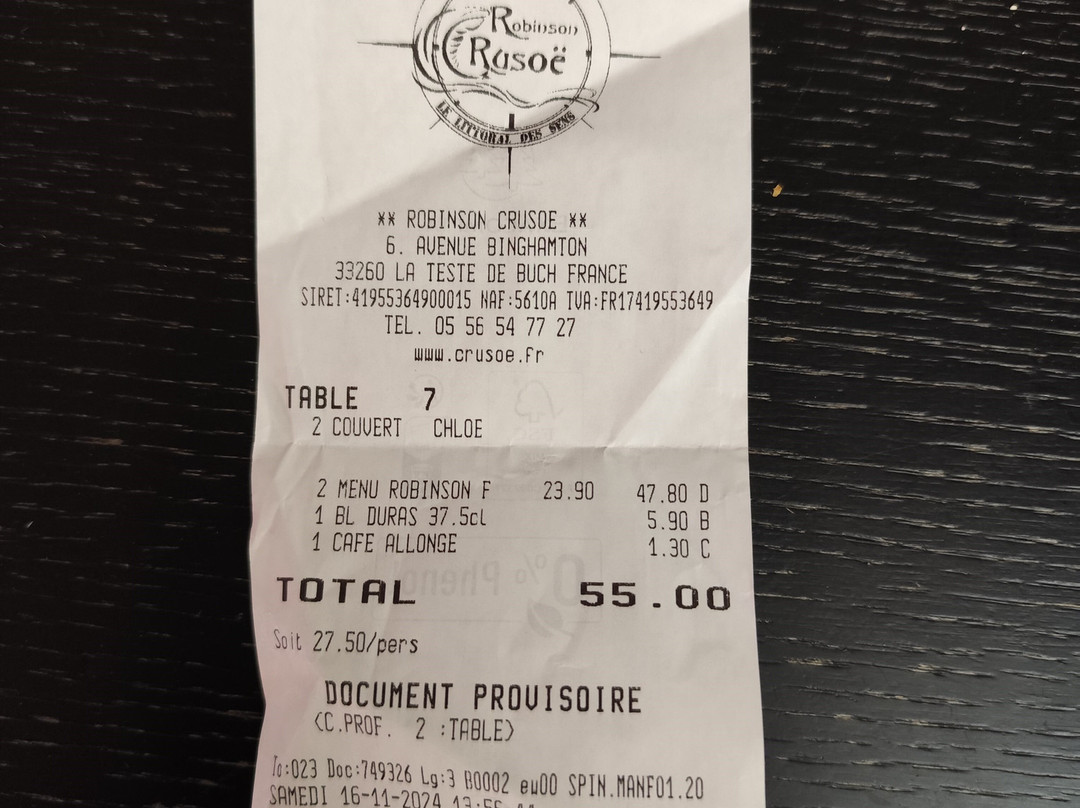 Robinson
Crusoë
LE LITTORAL DES SENS
** ROBINSON CRUSOE **
6. AVENUE BINGHAMTON
33260 LA TESTE DE BUCH FRANCE
SIRET:41955364900015 NAF:5610A TVA:FR17419553649
TEL. 05 56 54 77 27
www.crusoe.fr
TABLE 7
2 COUVERT CHLOE
2 MENU ROBINSON F 23.90 47.80 D
1 BL DURAS 37.5cl 5.90 B
1 CAFE ALLONGE 1.30 C
TOTAL 55.00
Soit 27.50/pers
DOCUMENT PROVISOIRE
(C.PROF. 2 :TABLE)
Doc:749326 Lg:3 B0002 eu00 SPIN.MANF01.20
SAMEDI 16-11-2024